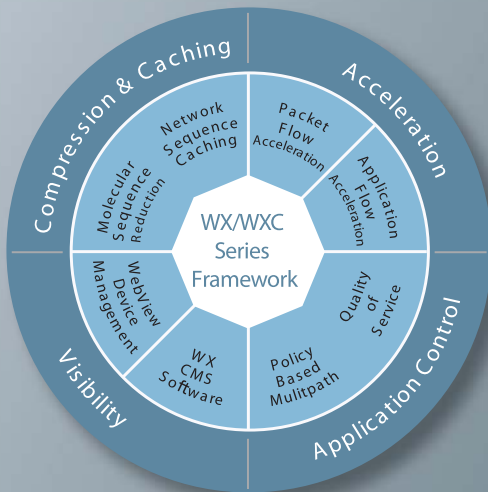 Compression & Caching
Acceleration
Network
Sequence
Caching
Molecular
Sequence
Reduction
Packet
Flow
Acceleration
Application
Flow
Acceleration
WX/WXC
Series
Framework
WebView
Device
Management
WX
CMS
Software
Quality
of
Service
Policy
Based
Mulitpath
Visibility
Application Control